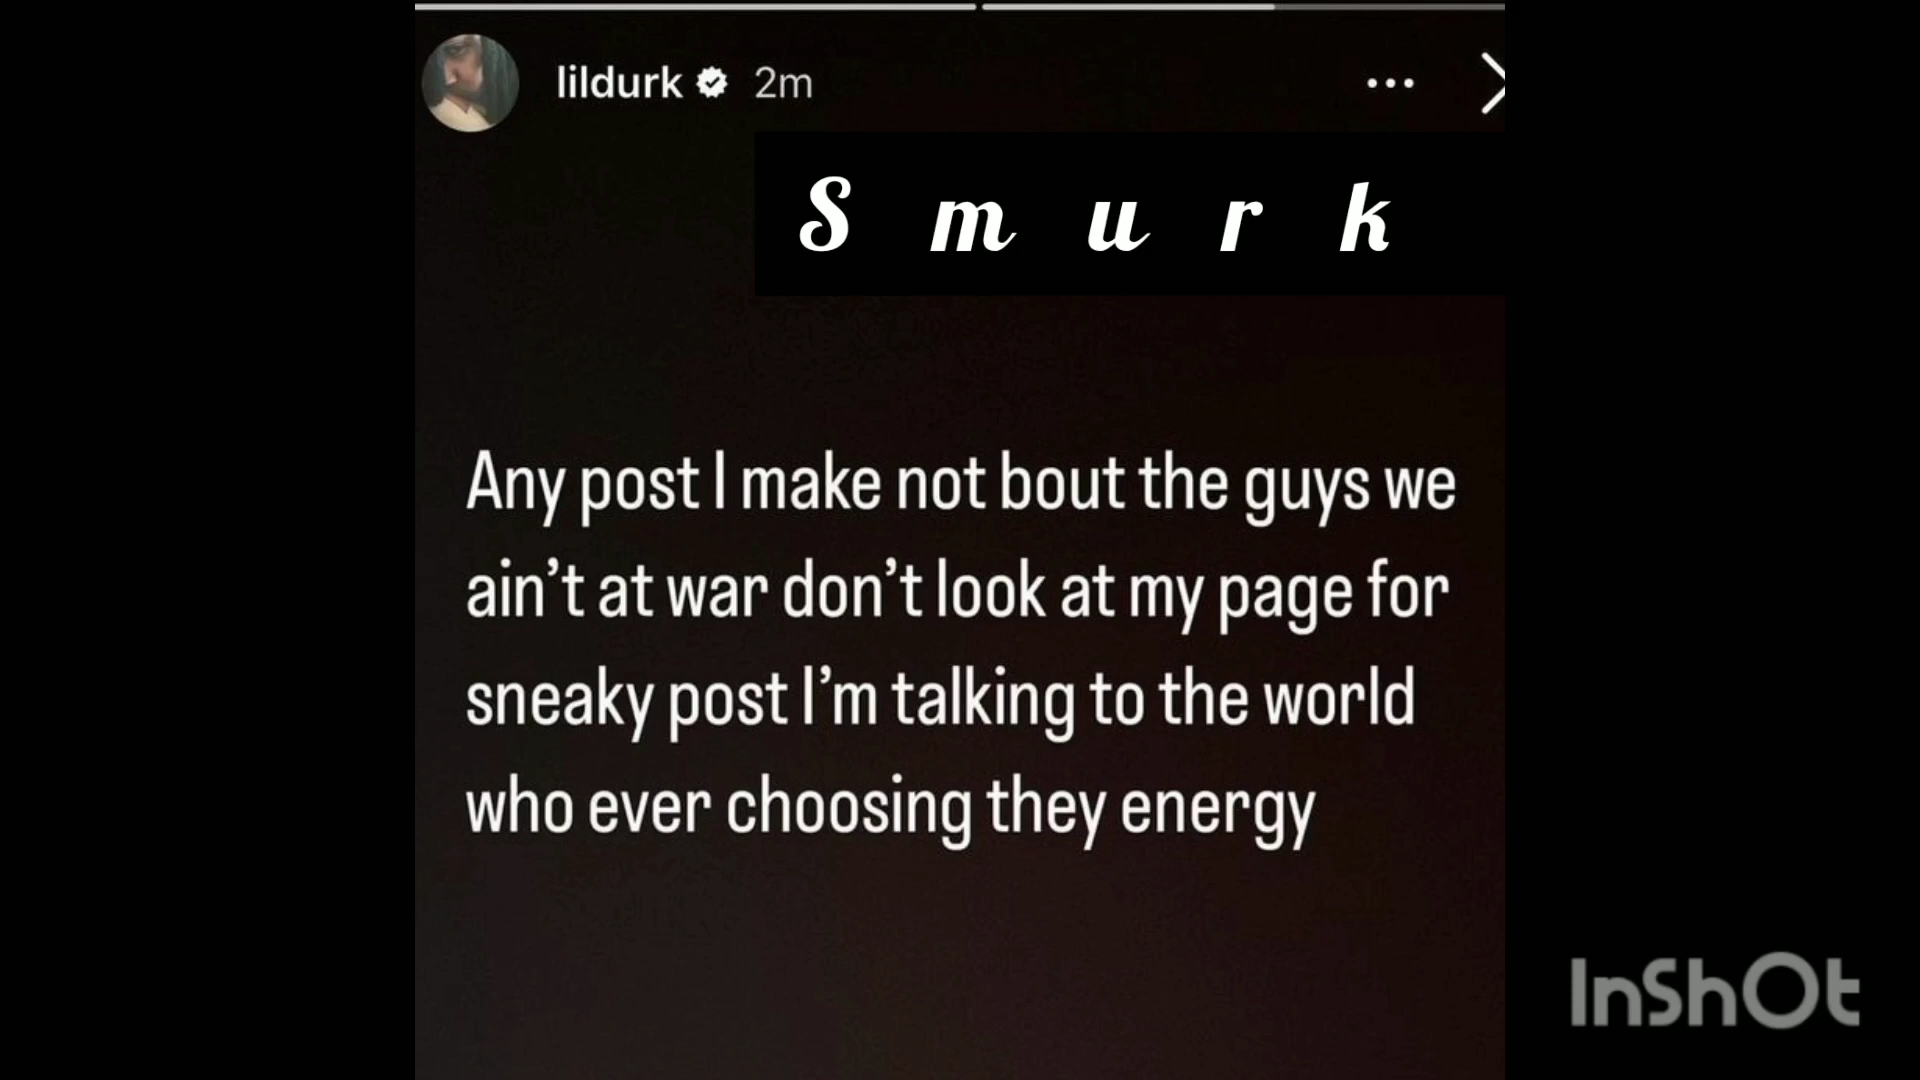 lildurk 2m
S m u r k
Any post I make not bout the guys we
ain't at war don't look at my page for
sneaky post I'm talking to the world
who ever choosing they energy
InShOt